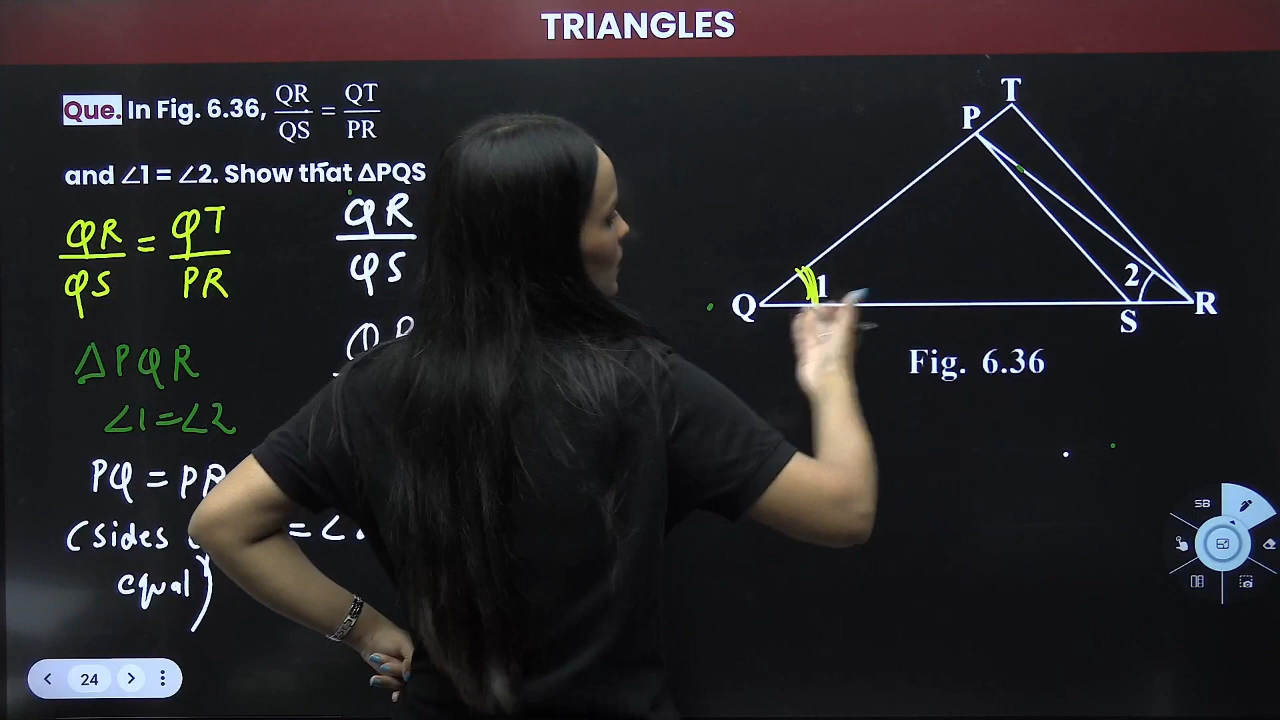 TRIANGLES
Que. In Fig. 6.36, QR/QS = QT/PR
and ∠1 = ∠2. Show that ΔPQS
QR/QS = QT/PR
QR/QS
ΔPQR
∠1=∠2
PQ = PR
(sides
= ∠
equal)
T
P
Q
1
2
S
R
Fig. 6.36
SB
24